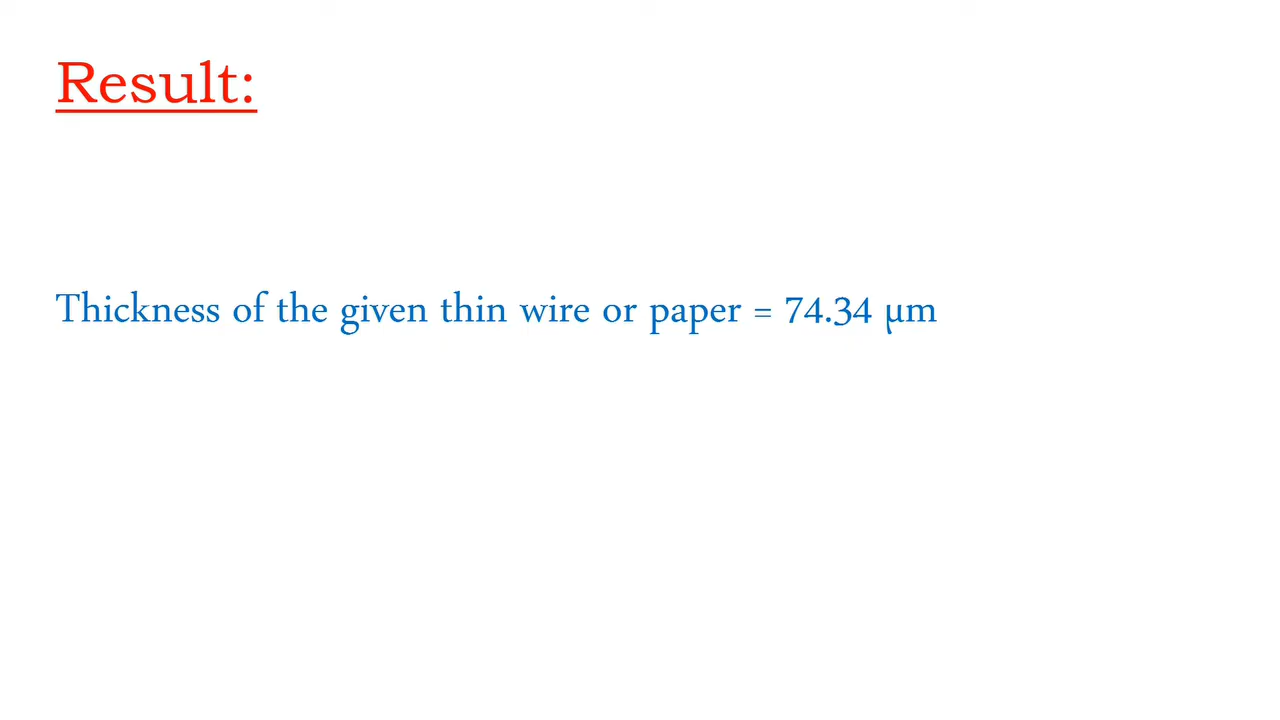 Result:
Thickness of the given thin wire or paper = 74.34 μm